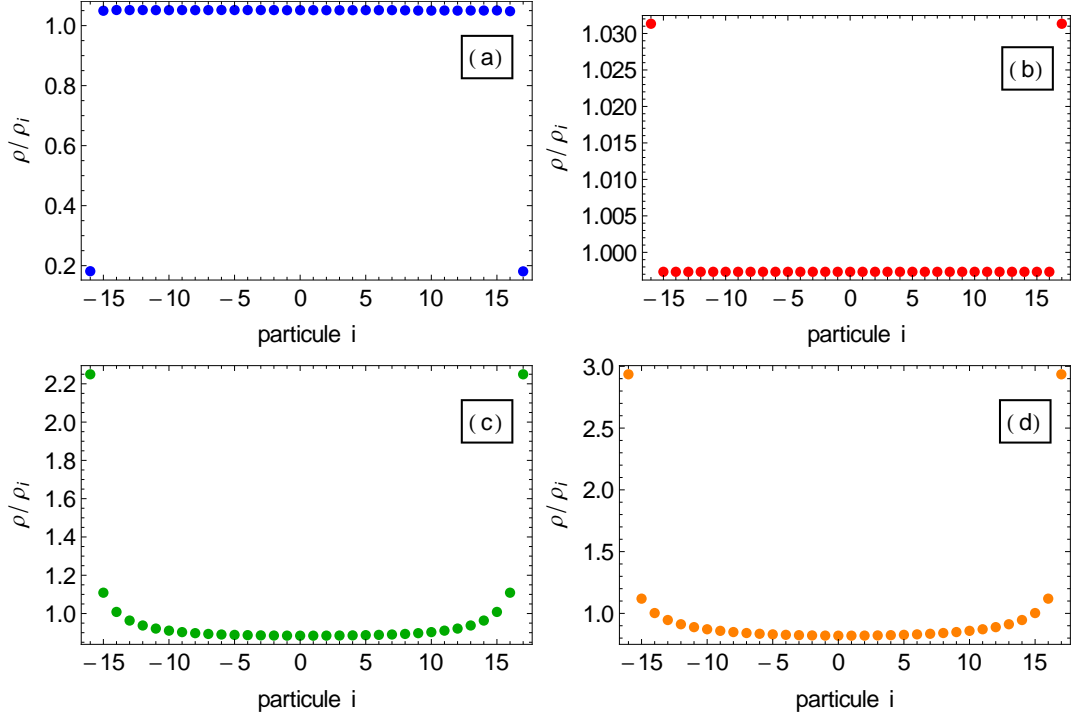 1.0
0.8
0.6
0.4
0.2
ρ/ρi
(a)
−15 −10 −5 0 5 10 15
particule i
1.030
1.025
1.020
1.015
1.010
1.005
1.000
ρ/ρi
(b)
−15 −10 −5 0 5 10 15
particule i
2.2
2.0
1.8
1.6
1.4
1.2
1.0
ρ/ρi
(c)
−15 −10 −5 0 5 10 15
particule i
3.0
2.5
2.0
1.5
1.0
ρ/ρi
(d)
−15 −10 −5 0 5 10 15
particule i